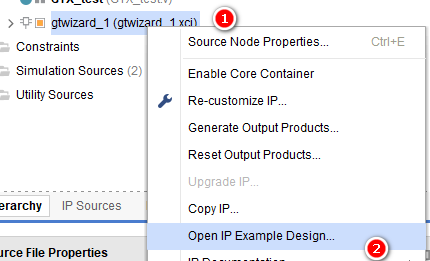 GTX_test (GTX_test.v)
gtwizard_1 (gtwizard_1.xci)
1
Constraints
Simulation Sources (2)
Utility Sources
Source Node Properties... Ctrl+E
Enable Core Container
Re-customize IP...
Generate Output Products...
Reset Output Products...
Upgrade IP...
Copy IP...
Open IP Example Design...
2
IP Documentation
erarchy IP Sources
urce File Properties